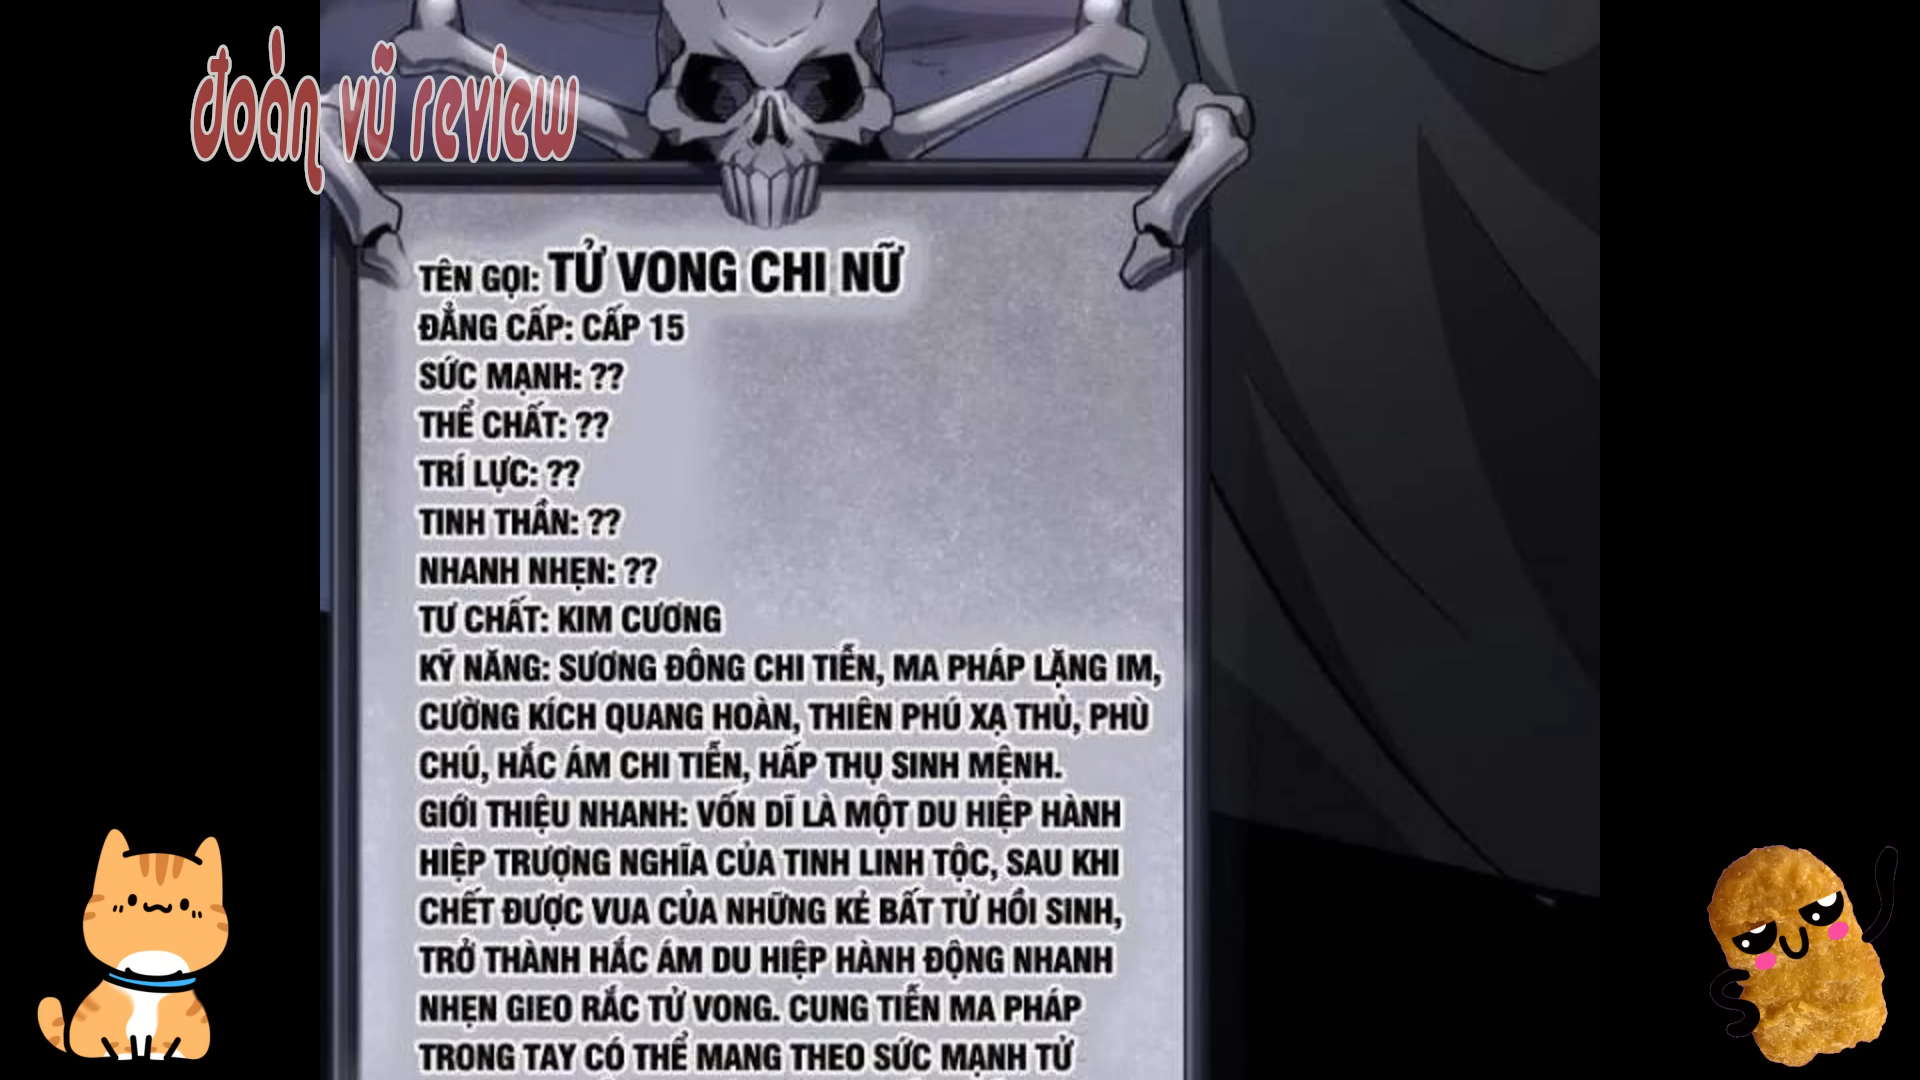 đoàn vũ review
TÊN GỌI: TỬ VONG CHI NỮ
ĐẲNG CẤP: CẤP 15
SỨC MẠNH: ??
THỂ CHẤT: ??
TRÍ LỰC: ??
TINH THẦN: ??
NHANH NHẸN: ??
TƯ CHẤT: KIM CƯƠNG
KỸ NĂNG: SƯƠNG ĐÔNG CHI TIỄN, MA PHÁP LẶNG IM,
CƯỜNG KÍCH QUANG HOÀN, THIÊN PHÚ XẠ THỦ, PHÙ
CHÚ, HẮC ÁM CHI TIỄN, HẤP THỤ SINH MỆNH.
GIỚI THIỆU NHANH: VỐN DĨ LÀ MỘT DU HIỆP HÀNH
HIỆP TRƯỢNG NGHĨA CỦA TINH LINH TỘC, SAU KHI
CHẾT ĐƯỢC VUA CỦA NHỮNG KẺ BẤT TỬ HỒI SINH,
TRỞ THÀNH HẮC ÁM DU HIỆP HÀNH ĐỘNG NHANH
NHẸN GIEO RẮC TỬ VONG. CUNG TIỄN MA PHÁP
TRONG TAY CÓ THỂ MANG THEO SỨC MẠNH TỬ